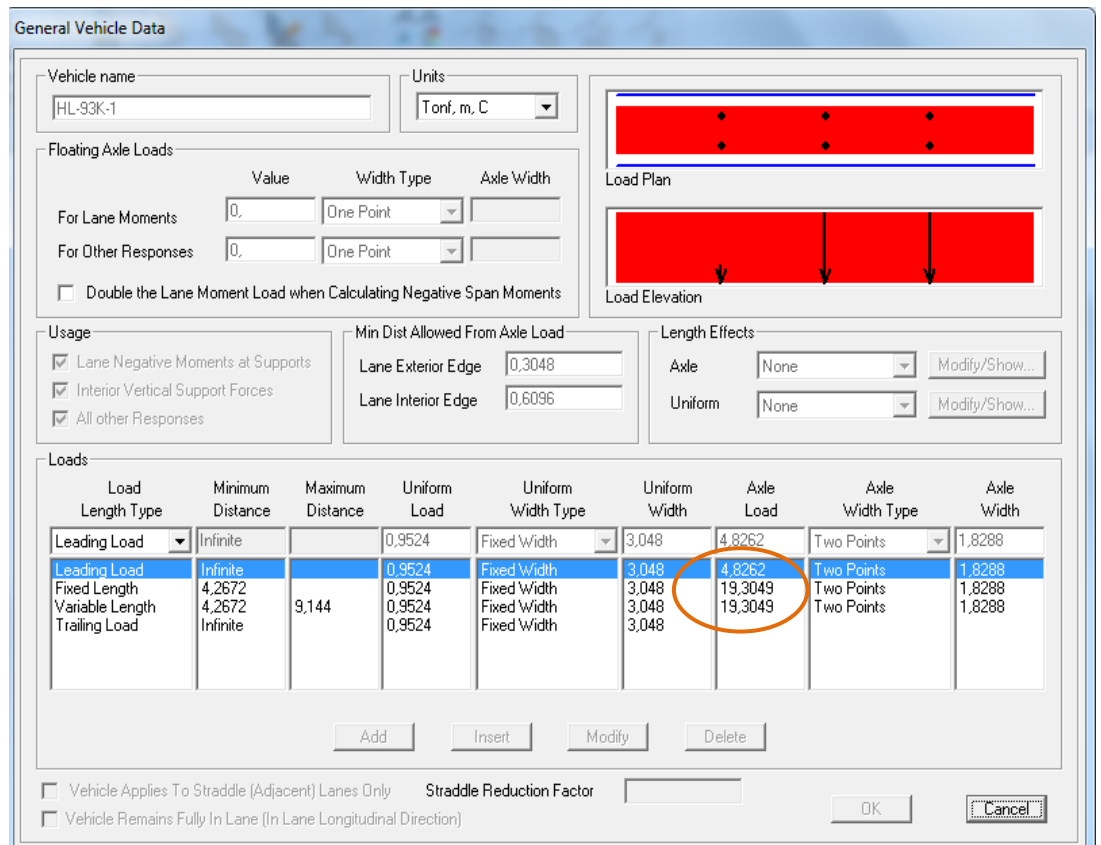 General Vehicle Data
Vehicle name
HL-93K-1
Units
Tonf, m, C
Floating Axle Loads
Value Width Type Axle Width
For Lane Moments 0, One Point
For Other Responses 0, One Point
Double the Lane Moment Load when Calculating Negative Span Moments
Load Plan
Load Elevation
Usage
Lane Negative Moments at Supports
Interior Vertical Support Forces
All other Responses
Min Dist Allowed From Axle Load
Lane Exterior Edge 0,3048
Lane Interior Edge 0,6096
Length Effects
Axle None Modify/Show...
Uniform None Modify/Show...
Loads
Load Minimum Maximum Uniform Uniform Uniform Axle Axle Axle
Length Type Distance Distance Load Width Type Width Load Width Type Width
Leading Load Infinite 0,9524 Fixed Width 3,048 4,8262 Two Points 1,8288
Leading Load Infinite 0,9524 Fixed Width 3,048 4,8262 Two Points 1,8288
Fixed Length 4,2672 0,9524 Fixed Width 3,048 19,3049 Two Points 1,8288
Variable Length 4,2672 9,144 0,9524 Fixed Width 3,048 19,3049 Two Points 1,8288
Trailing Load Infinite 0,9524 Fixed Width 3,048
Add Insert Modify Delete
Vehicle Applies To Straddle (Adjacent) Lanes Only Straddle Reduction Factor
Vehicle Remains Fully In Lane (In Lane Longitudinal Direction)
OK Cancel